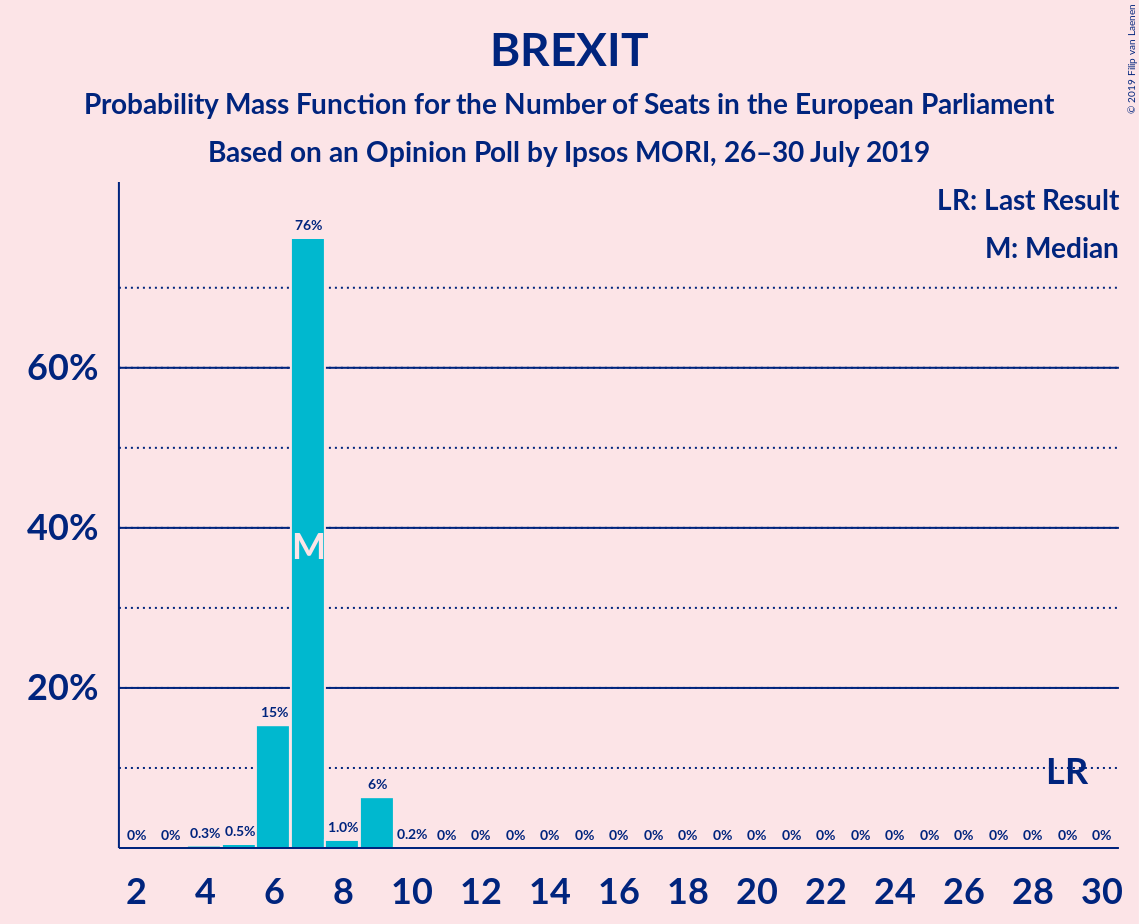 © 2019 Filip van Laenen
BREXIT
Probability Mass Function for the Number of Seats in the European Parliament
Based on an Opinion Poll by Ipsos MORI, 26–30 July 2019
LR: Last Result
M: Median
76%
60%
40%
M
20%
15%
LR
6%
0% 0% 0.3% 0.5% 1.0% 0.2% 0% 0% 0% 0% 0% 0% 0% 0% 0% 0% 0% 0% 0% 0% 0% 0% 0% 0% 0% 0%
2 4 6 8 10 12 14 16 18 20 22 24 26 28 30